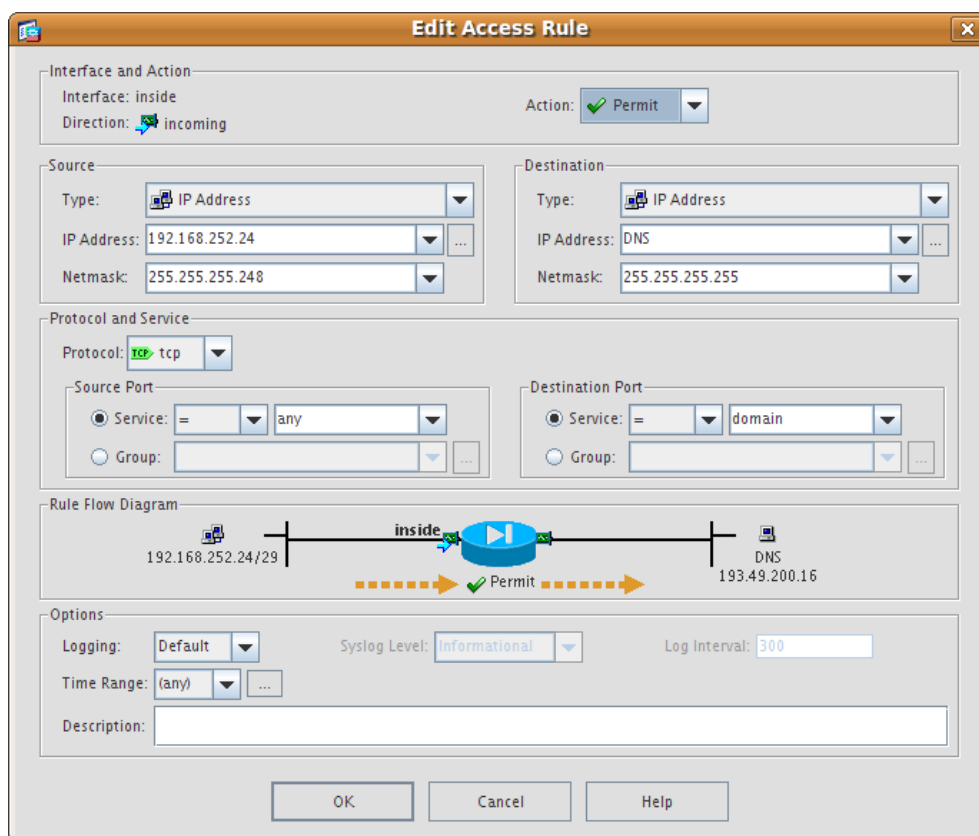 Edit Access Rule
Interface and Action
Interface: inside
Action: Permit
Direction: incoming
Source
Destination
Type: IP Address
Type: IP Address
IP Address: 192.168.252.24 ...
IP Address: DNS ...
Netmask: 255.255.255.248
Netmask: 255.255.255.255
Protocol and Service
Protocol: TCP tcp
Source Port
Destination Port
Service: = any
Service: = domain
Group: ...
Group: ...
Rule Flow Diagram
inside
192.168.252.24/29
DNS
193.49.200.16
Permit
Options
Logging: Default Syslog Level: Informational Log Interval: 300
Time Range: (any) ...
Description:
OK Cancel Help